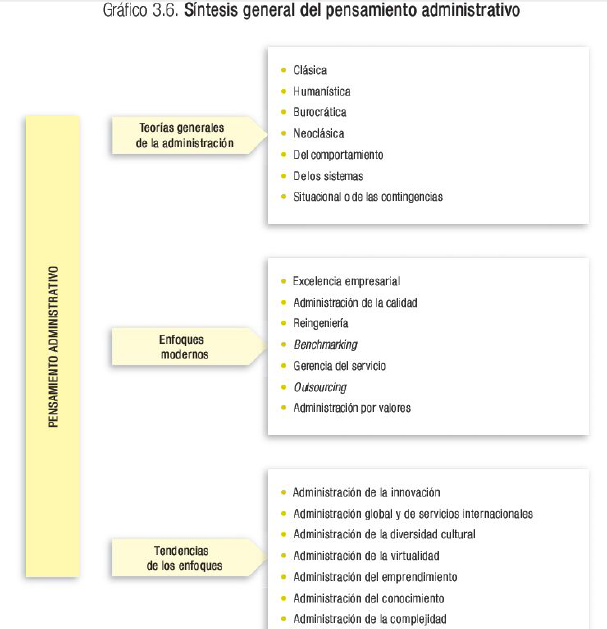 Gráfico 3.6. Síntesis general del pensamiento administrativo
PENSAMIENTO ADMINISTRATIVO
Teorías generales
de la administración
• Clásica
• Humanística
• Burocrática
• Neoclásica
• Del comportamiento
• De los sistemas
• Situacional o de las contingencias
Enfoques
modernos
• Excelencia empresarial
• Administración de la calidad
• Reingeniería
• Benchmarking
• Gerencia del servicio
• Outsourcing
• Administración por valores
Tendencias
de los enfoques
• Administración de la innovación
• Administración global y de servicios internacionales
• Administración de la diversidad cultural
• Administración de la virtualidad
• Administración del emprendimiento
• Administración del conocimiento
• Administración de la complejidad